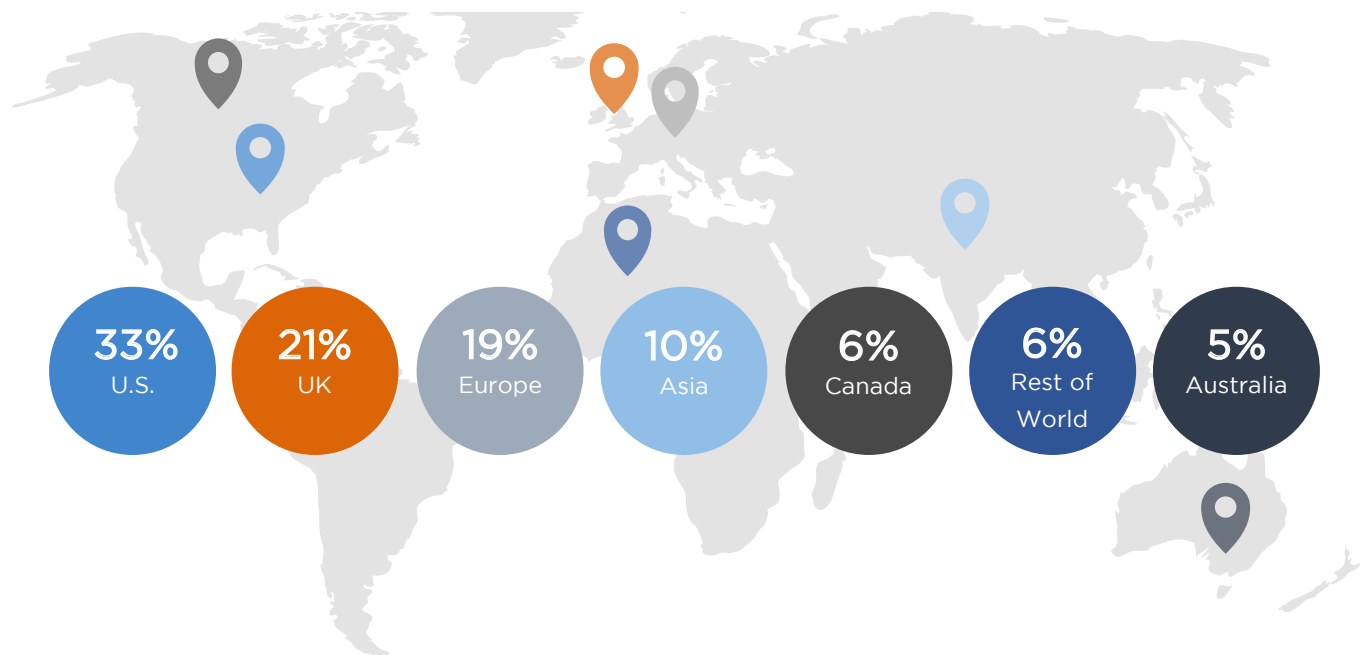 33%
U.S.
21%
UK
19%
Europe
10%
Asia
6%
Canada
6%
Rest of
World
5%
Australia